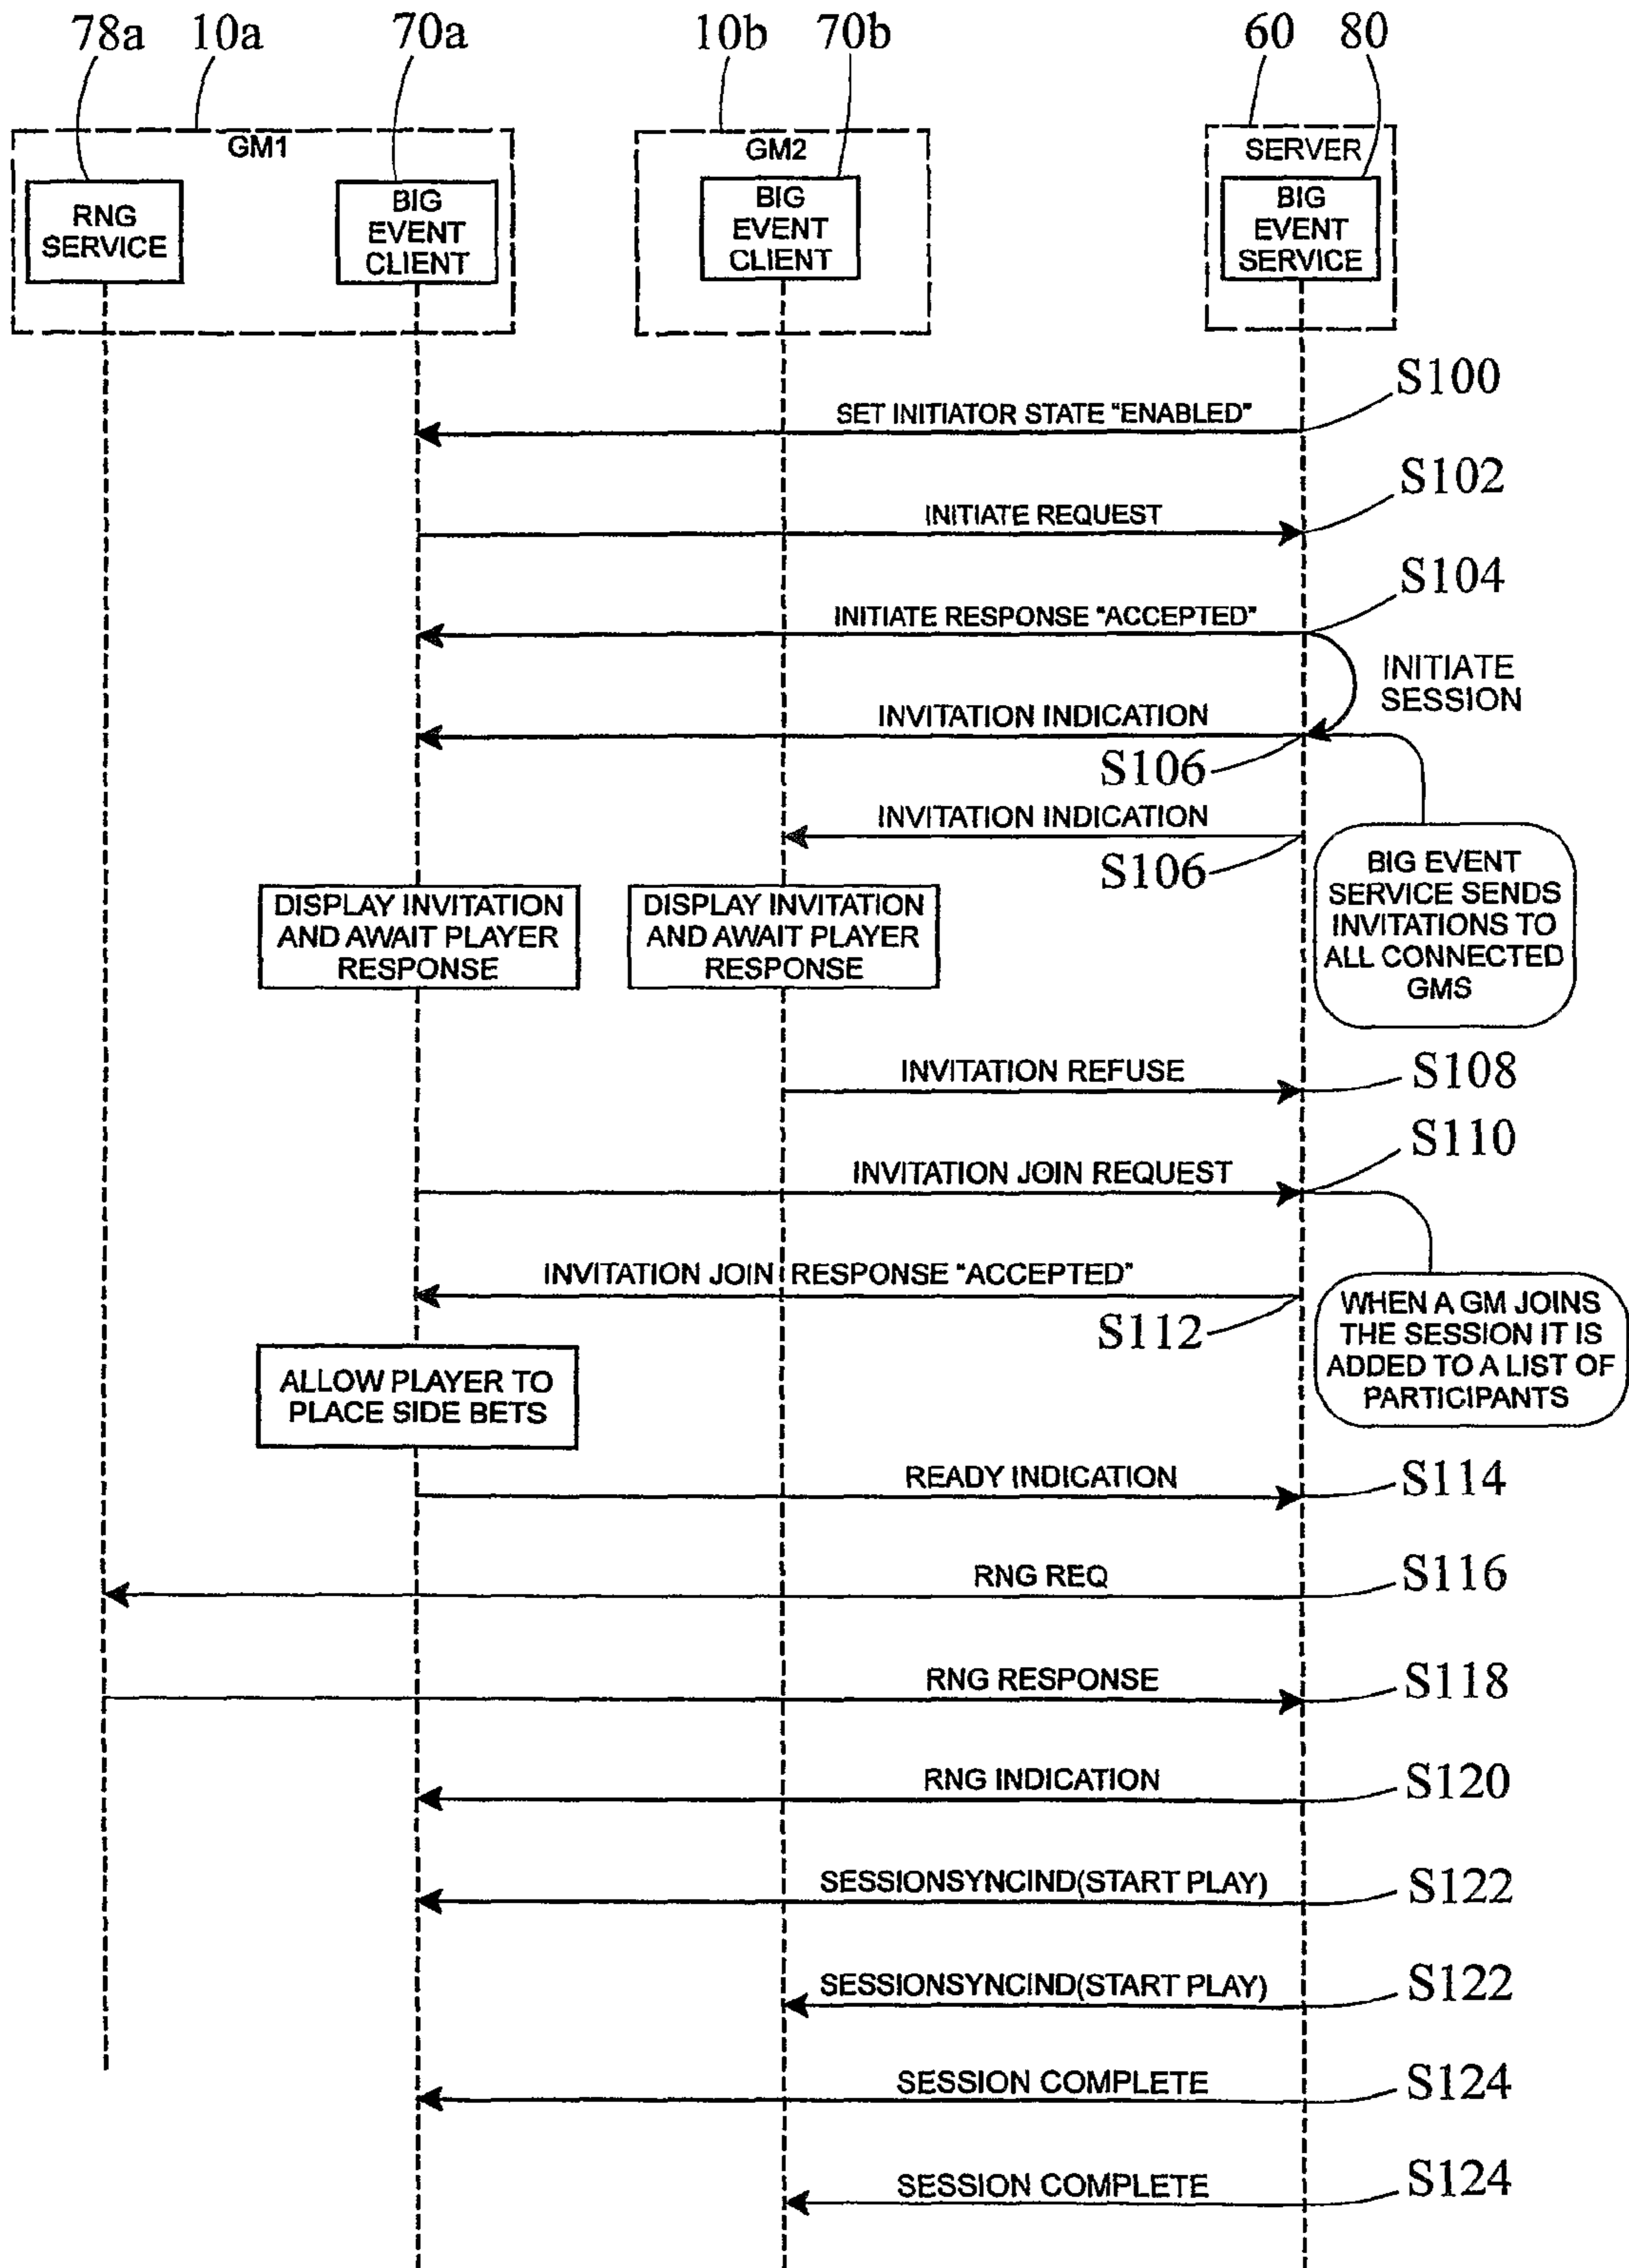 78a 10a 70a 10b 70b 60 80
GM1
GM2
SERVER
RNG
SERVICE
BIG
EVENT
CLIENT
BIG
EVENT
CLIENT
BIG
EVENT
SERVICE
S100
SET INITIATOR STATE "ENABLED"
S102
INITIATE REQUEST
S104
INITIATE RESPONSE "ACCEPTED"
INITIATE
SESSION
INVITATION INDICATION
S106
INVITATION INDICATION
S106
BIG EVENT
SERVICE SENDS
INVITATIONS TO
ALL CONNECTED
GMS
DISPLAY INVITATION
AND AWAIT PLAYER
RESPONSE
DISPLAY INVITATION
AND AWAIT PLAYER
RESPONSE
INVITATION REFUSE
S108
S110
INVITATION JOIN REQUEST
INVITATION JOIN RESPONSE "ACCEPTED"
S112
WHEN A GM JOINS
THE SESSION IT IS
ADDED TO A LIST OF
PARTICIPANTS
ALLOW PLAYER TO
PLACE SIDE BETS
READY INDICATION
S114
RNG REQ
S116
RNG RESPONSE
S118
RNG INDICATION
S120
SESSIONSYNCIND(START PLAY)
S122
SESSIONSYNCIND(START PLAY)
S122
SESSION COMPLETE
S124
SESSION COMPLETE
S124